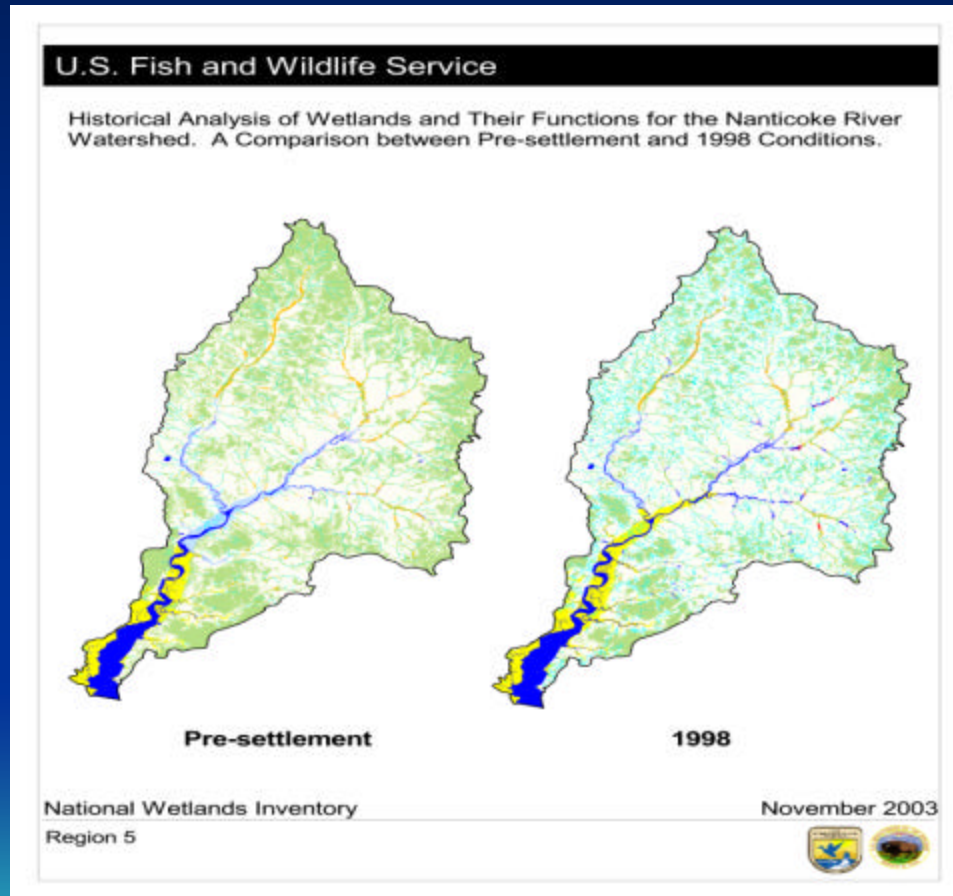 U.S. Fish and Wildlife Service
Historical Analysis of Wetlands and Their Functions for the Nanticoke River
Watershed. A Comparison between Pre-settlement and 1998 Conditions.
Pre-settlement
1998
National Wetlands Inventory
November 2003
Region 5